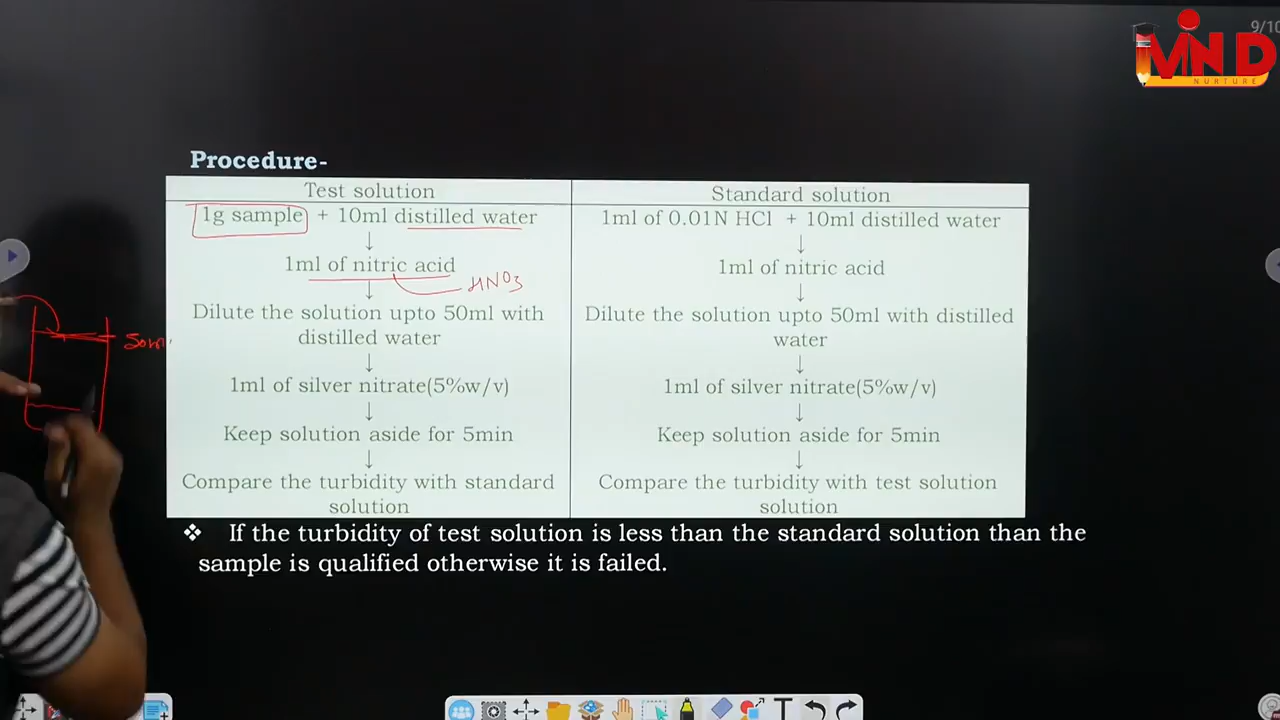 9/10
MIND
NURTURE
Procedure-
Test solution
1g sample + 10ml distilled water
↓
1ml of nitric acid
HNO3
↓
Dilute the solution upto 50ml with
distilled water
↓
1ml of silver nitrate(5%w/v)
↓
Keep solution aside for 5min
↓
Compare the turbidity with standard
solution
Standard solution
1ml of 0.01N HCl + 10ml distilled water
↓
1ml of nitric acid
↓
Dilute the solution upto 50ml with distilled
water
↓
1ml of silver nitrate(5%w/v)
↓
Keep solution aside for 5min
↓
Compare the turbidity with test solution
solution
❖ If the turbidity of test solution is less than the standard solution than the
sample is qualified otherwise it is failed.